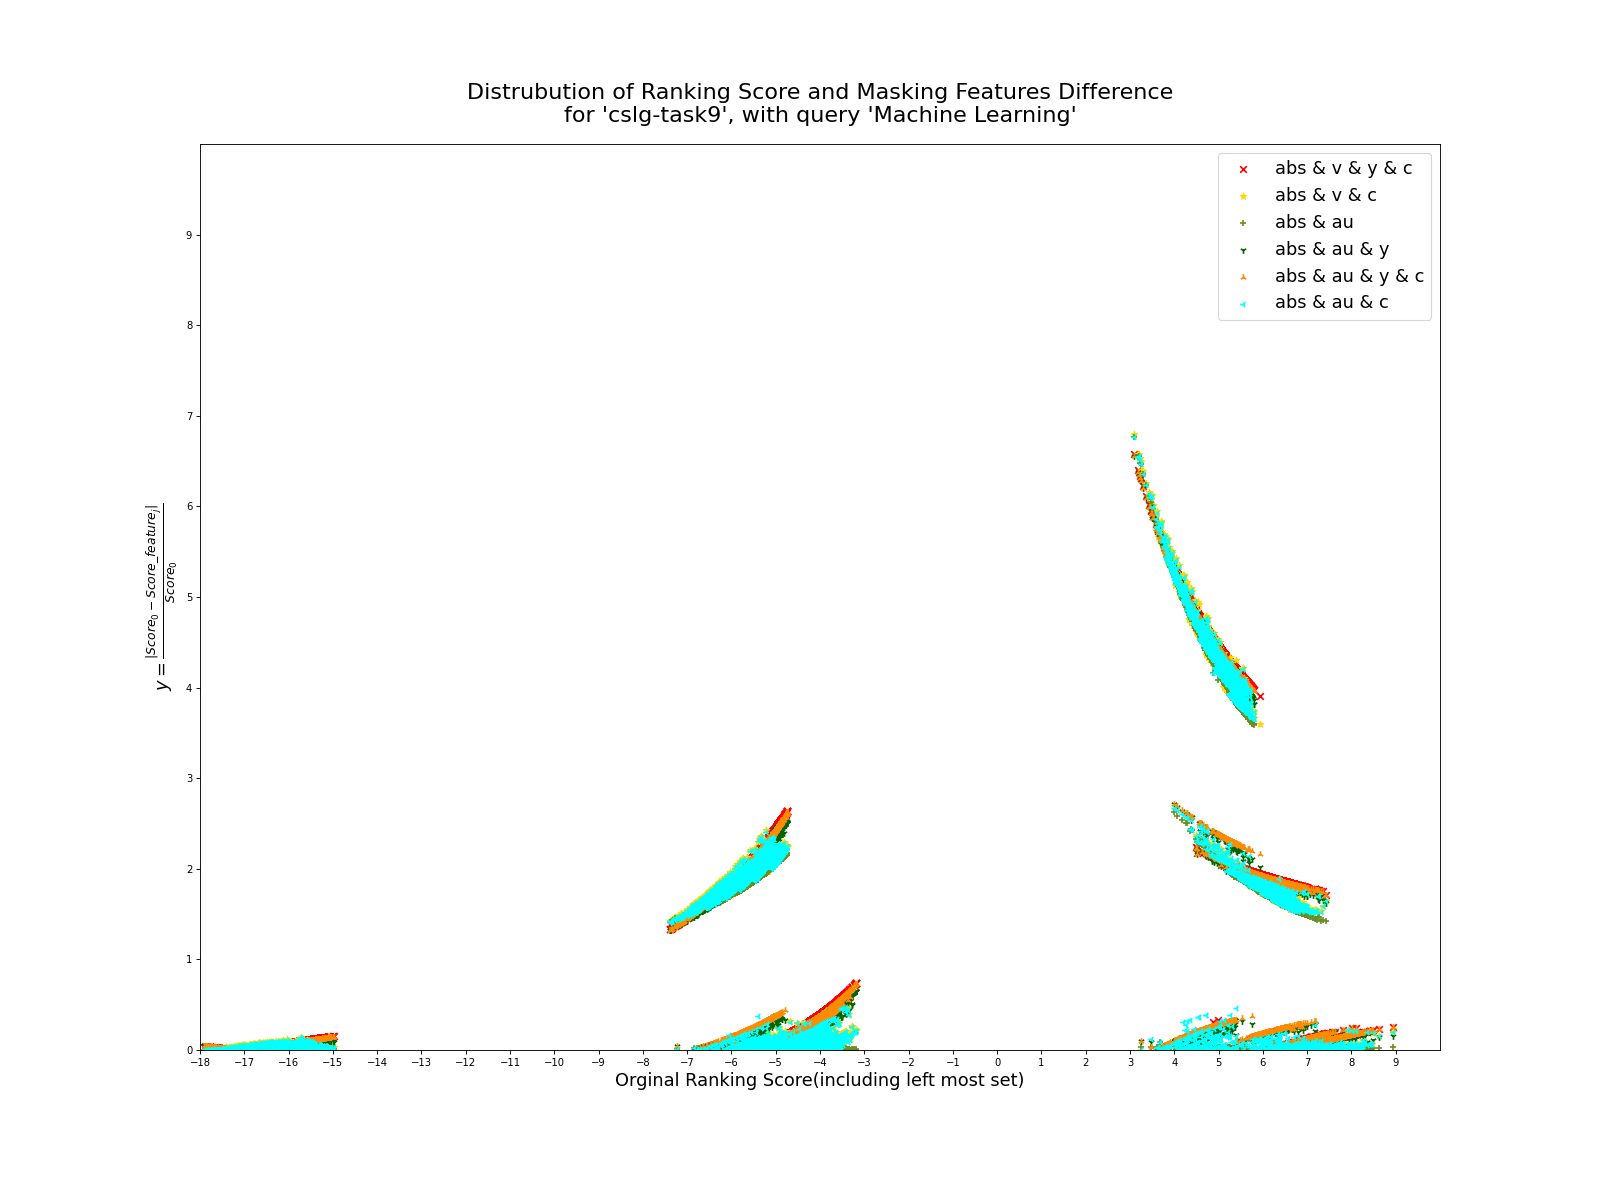 Distrubution of Ranking Score and Masking Features Difference
for 'cslg-task9', with query 'Machine Learning'
abs & v & y & c
abs & v & c
abs & au
abs & au & y
abs & au & y & c
abs & au & c
9
8
7
6
5
4
3
2
1
0
y = |Score_0 − Score_feature_j| / Score_0
−18 −17 −16 −15 −14 −13 −12 −11 −10 −9 −8 −7 −6 −5 −4 −3 −2 −1 0 1 2 3 4 5 6 7 8 9
Orginal Ranking Score(including left most set)